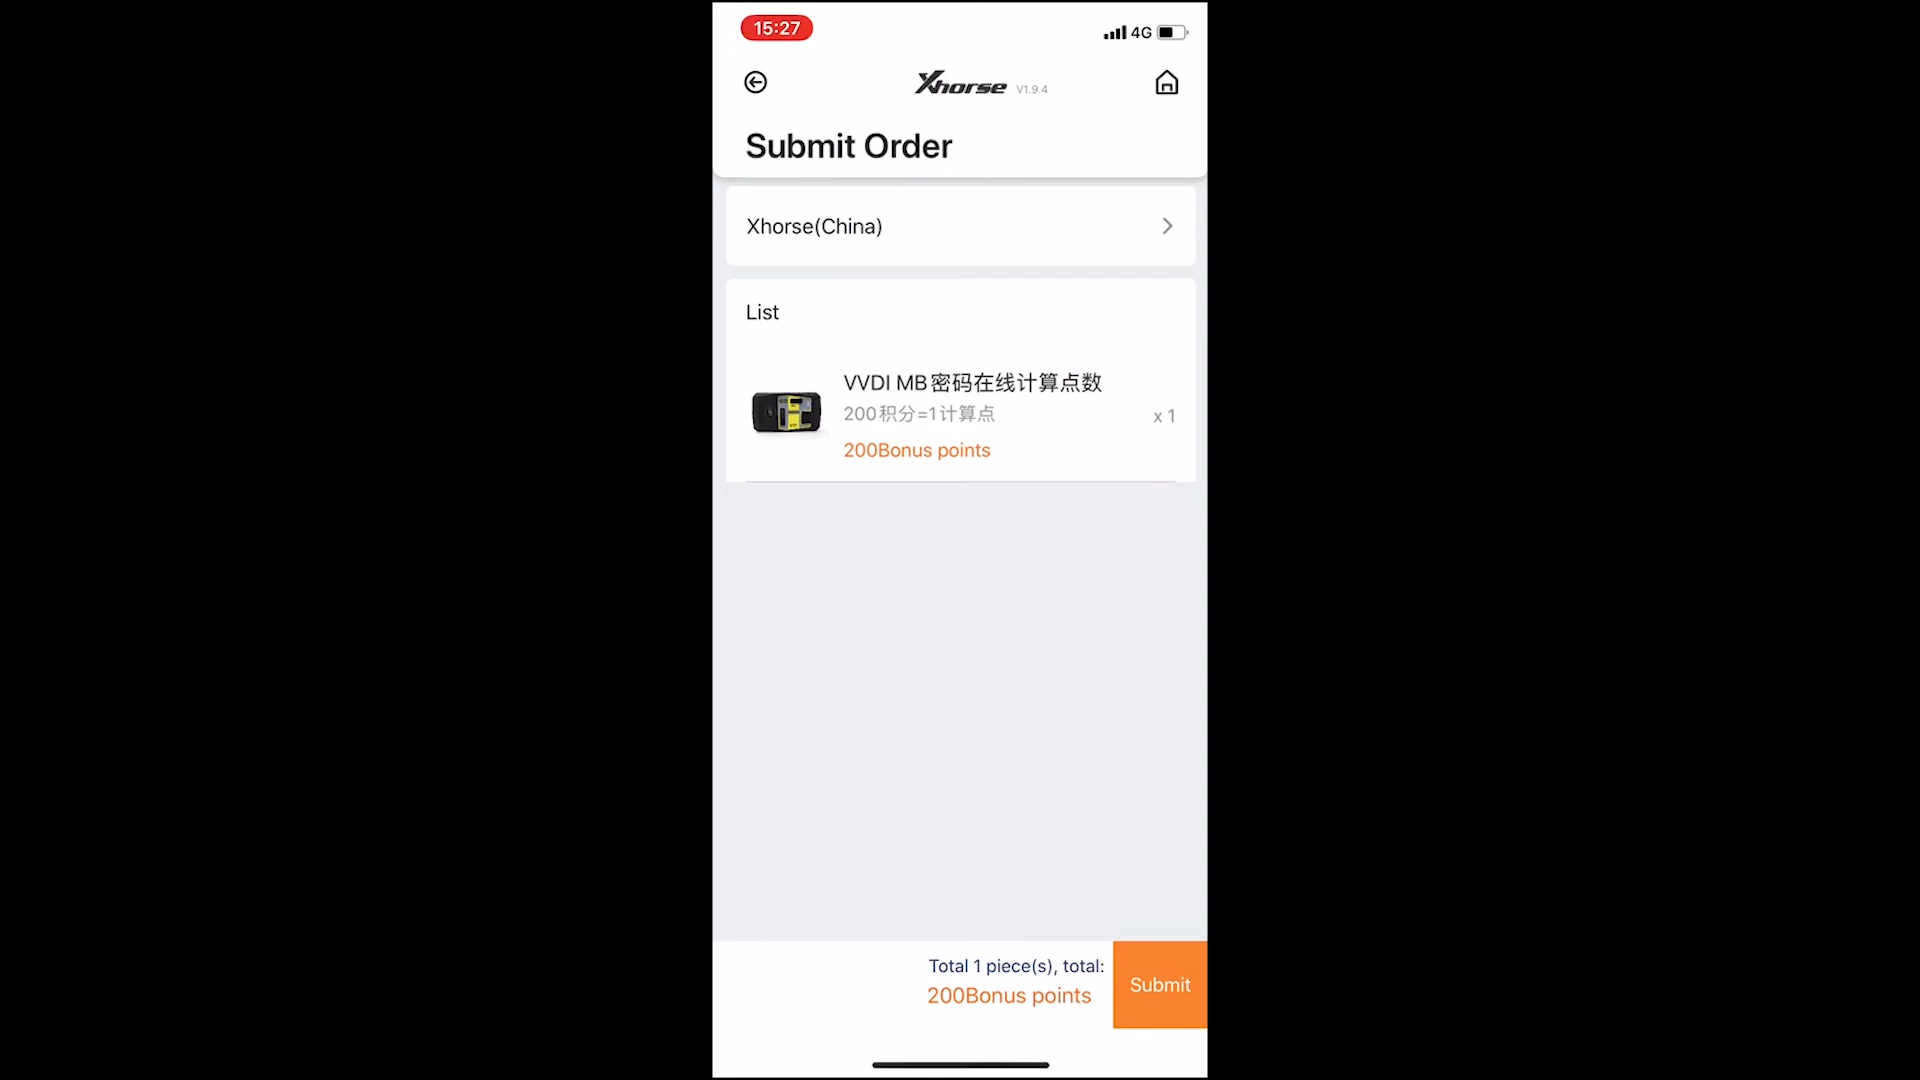 15:27
4G
Xhorse V1.9.4
Submit Order
Xhorse(China)
List
VVDI MB密码在线计算点数
200积分=1计算点
x 1
200Bonus points
Total 1 piece(s), total:
200Bonus points
Submit